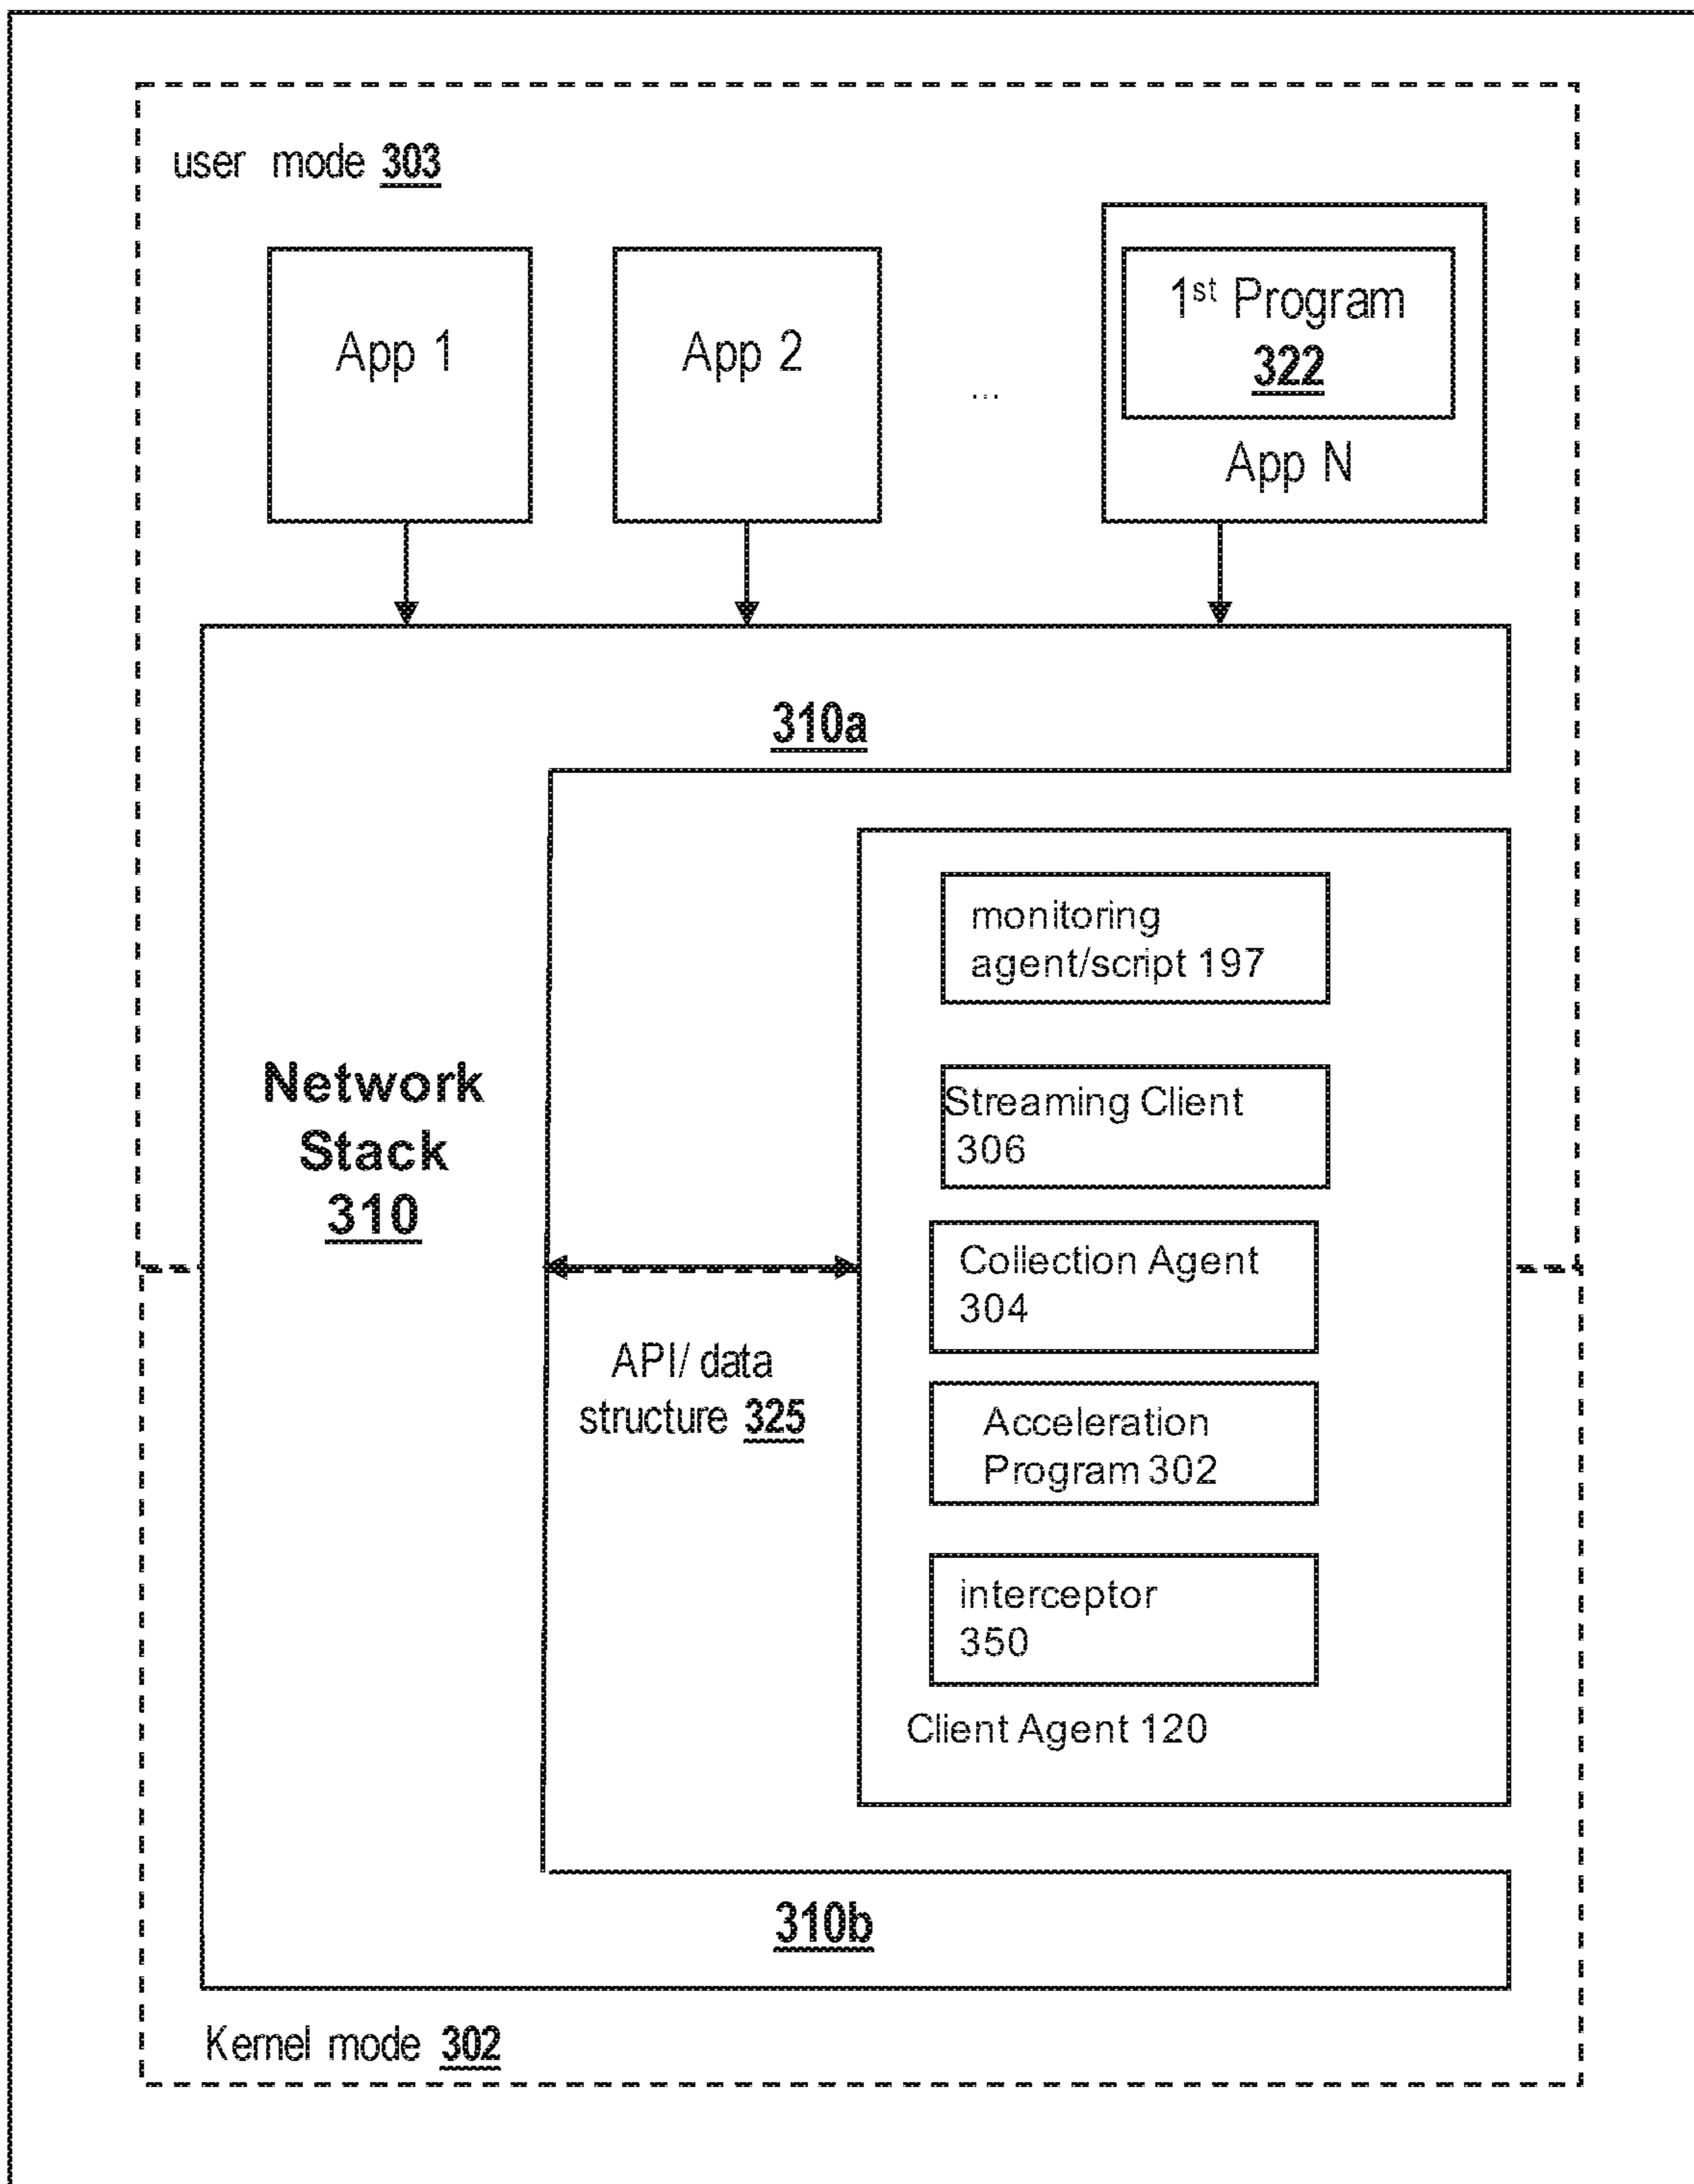 user mode 303
App 1
App 2
...
1st Program
322
App N
310a
Network
Stack
310
API/ data
structure 325
monitoring
agent/script 197
Streaming Client
306
Collection Agent
304
Acceleration
Program 302
interceptor
350
Client Agent 120
310b
Kernel mode 302